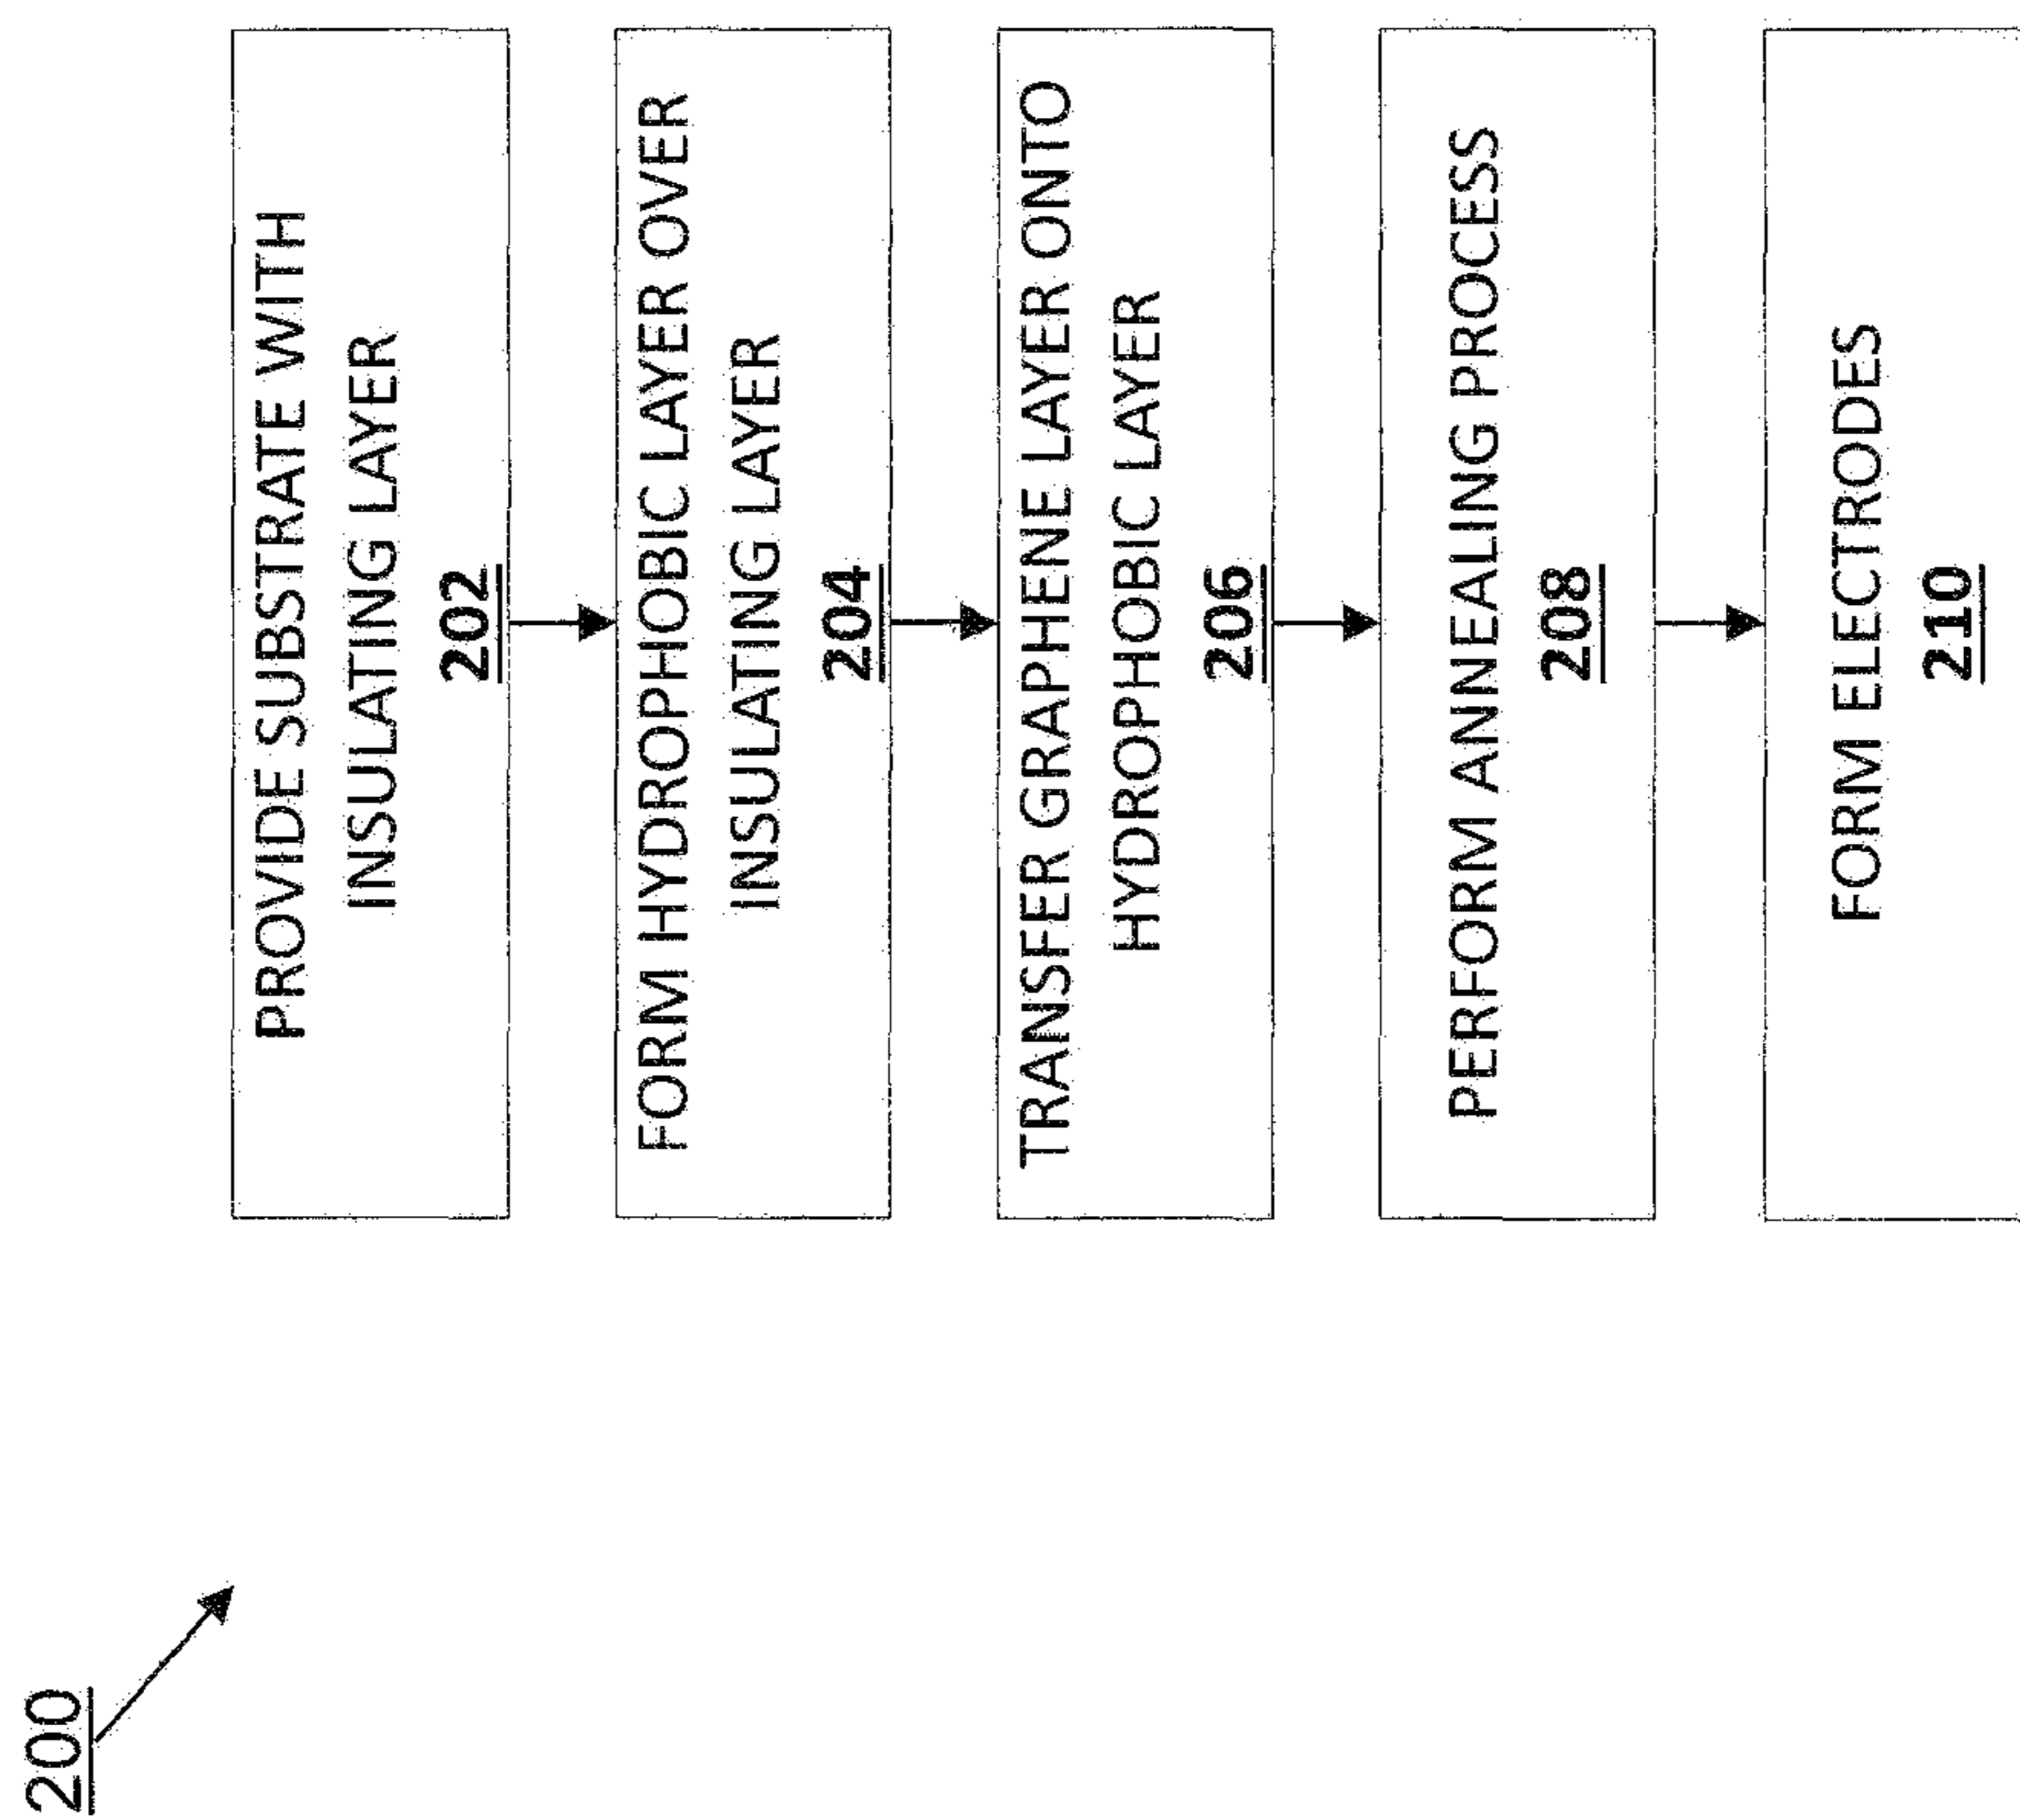 200
PROVIDE SUBSTRATE WITH
INSULATING LAYER
202
FORM HYDROPHOBIC LAYER OVER
INSULATING LAYER
204
TRANSFER GRAPHENE LAYER ONTO
HYDROPHOBIC LAYER
206
PERFORM ANNEALING PROCESS
208
FORM ELECTRODES
210